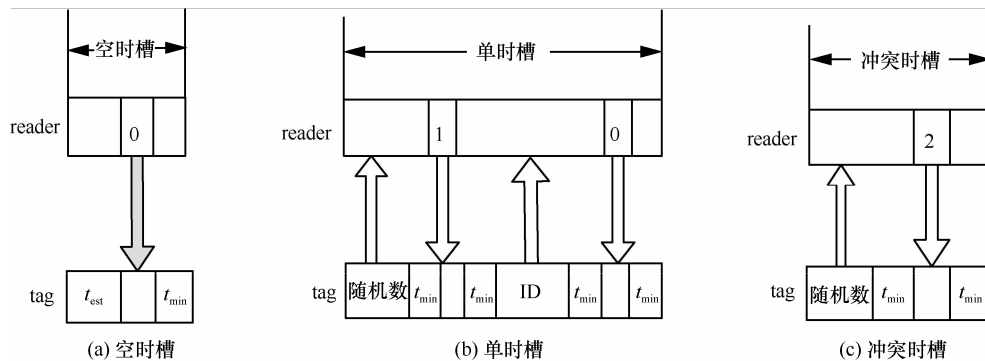 空时槽
reader
0
tag
t_est
t_min
(a) 空时槽
单时槽
reader
1
0
tag
随机数
t_min
t_min
ID
t_min
t_min
(b) 单时槽
冲突时槽
reader
2
tag
随机数
t_min
t_min
(c) 冲突时槽